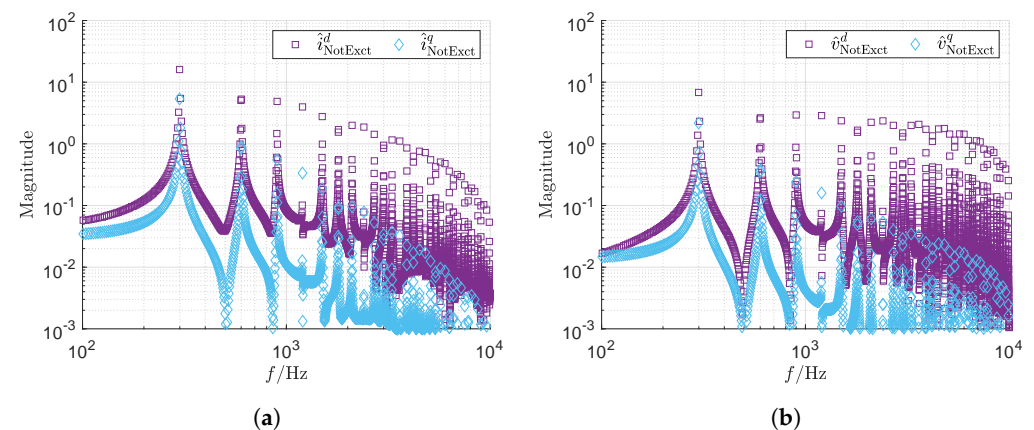 10^2
10^1
10^0
10^-1
10^-2
10^-3
Magnitude
î^d_NotExct î^q_NotExct
10^2 10^3 10^4
f/Hz
(a)
10^2
10^1
10^0
10^-1
10^-2
10^-3
Magnitude
v̂^d_NotExct v̂^q_NotExct
10^2 10^3 10^4
f/Hz
(b)